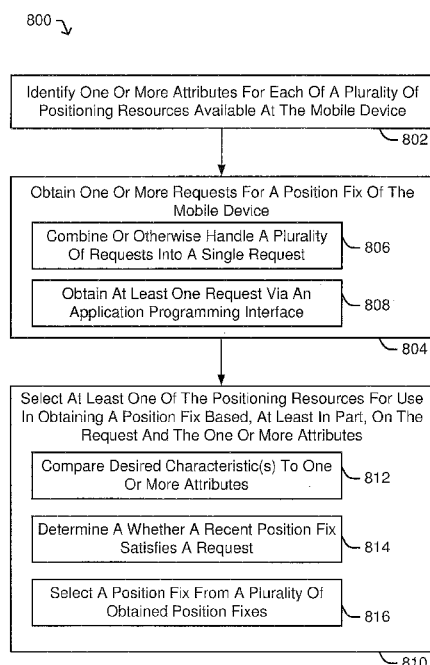 800
Identify One Or More Attributes For Each Of A Plurality Of
Positioning Resources Available At The Mobile Device
802
Obtain One Or More Requests For A Position Fix Of The
Mobile Device
Combine Or Otherwise Handle A Plurality
Of Requests Into A Single Request
806
Obtain At Least One Request Via An
Application Programming Interface
808
804
Select At Least One Of The Positioning Resources For Use
In Obtaining A Position Fix Based, At Least In Part, On The
Request And The One Or More Attributes
Compare Desired Characteristic(s) To One
Or More Attributes
812
Determine A Whether A Recent Position Fix
Satisfies A Request
814
Select A Position Fix From A Plurality Of
Obtained Position Fixes
816
810